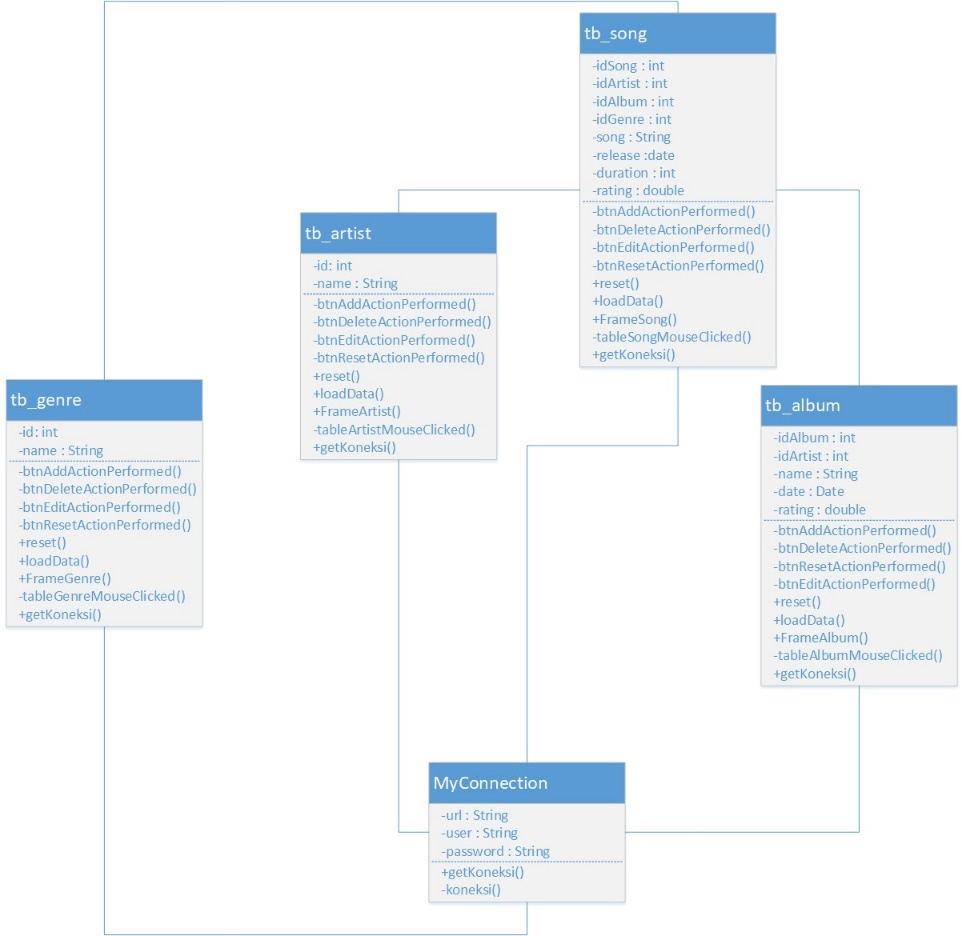 tb_song
-idSong : int
-idArtist : int
-idAlbum : int
-idGenre : int
-song : String
-release :date
-duration : int
-rating : double
-btnAddActionPerformed()
-btnDeleteActionPerformed()
-btnEditActionPerformed()
-btnResetActionPerformed()
+reset()
+loadData()
+FrameSong()
-tableSongMouseClicked()
+getKoneksi()
tb_artist
-id: int
-name : String
-btnAddActionPerformed()
-btnDeleteActionPerformed()
-btnEditActionPerformed()
-btnResetActionPerformed()
+reset()
+loadData()
+FrameArtist()
-tableArtistMouseClicked()
+getKoneksi()
tb_genre
-id: int
-name : String
-btnAddActionPerformed()
-btnDeleteActionPerformed()
-btnEditActionPerformed()
-btnResetActionPerformed()
+reset()
+loadData()
+FrameGenre()
-tableGenreMouseClicked()
+getKoneksi()
tb_album
-idAlbum : int
-idArtist : int
-name : String
-date : Date
-rating : double
-btnAddActionPerformed()
-btnDeleteActionPerformed()
-btnResetActionPerformed()
-btnEditActionPerformed()
+reset()
+loadData()
+FrameAlbum()
-tableAlbumMouseClicked()
+getKoneksi()
MyConnection
-url : String
-user : String
-password : String
+getKoneksi()
-koneksi()